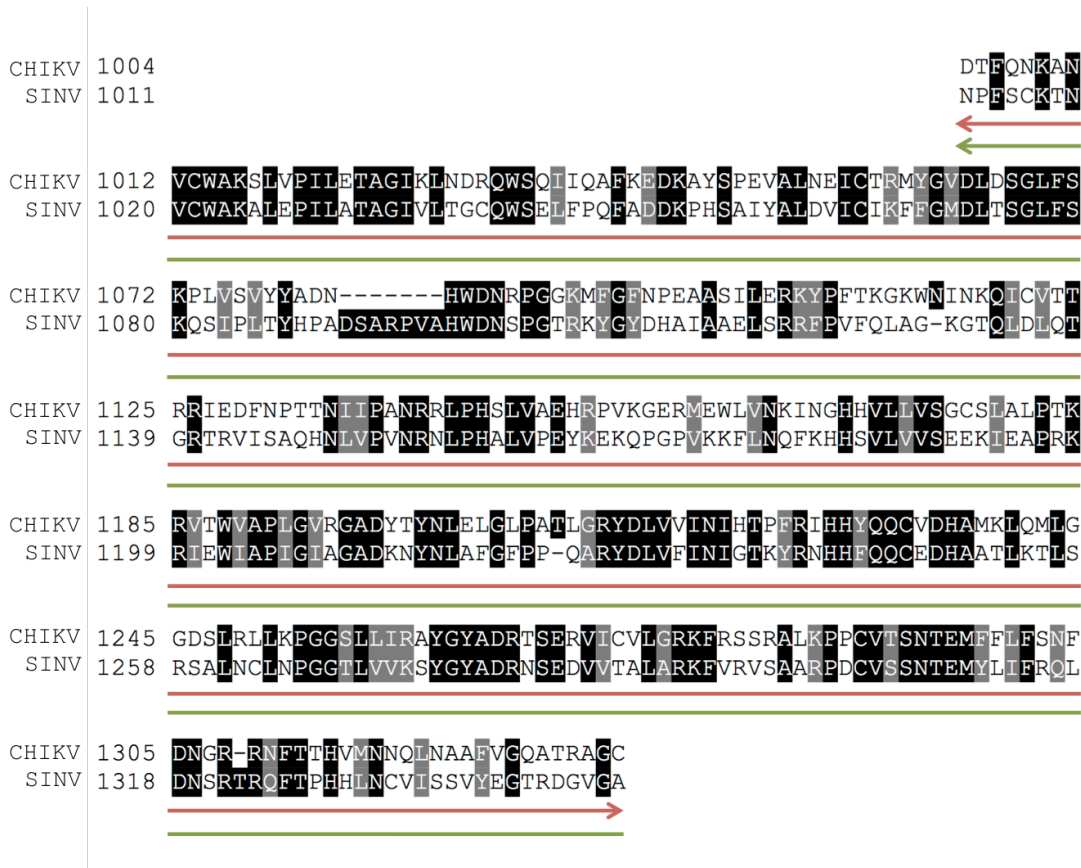 CHIKV 1004 DTFQNKAN
SINV 1011 NPFSCKTN
CHIKV 1012 VCWAKSLVPILETAGIKLNDRQWSQIIQAFKEDKAYSPEVALNEICTRMYGVDLDSGLFS
SINV 1020 VCWAKALEPILATAGIVLTGCQWSELFPQFADDKPHSAIYALDVICIKFFGMDLTSGLFS
CHIKV 1072 KPLVSVYYADN-------HWDNRPGGKMFGFNPEAASILERKYPFTKGKWNINKQICVTT
SINV 1080 KQSIPLTYHPADSARPVAHWDNSPGTRKYGYDHAIAAELSRRFPVFQLAG-KGTQLDLQT
CHIKV 1125 RRIEDFNPTTNIIPANRRLPHSLVAEHRPVKGERMEWLVNKINGHHVLLVSGCSLALPTK
SINV 1139 GRTRVISAQHNLVPVNRNLPHALVPEYKEKQPGPVKKFLNQFKHHSVLVVSEEKIEAPRK
CHIKV 1185 RVTWVAPLGVRGADYTYNLELGLPATLGRYDLVVINIHTPFRIHHYQQCVDHAMKLQMLG
SINV 1199 RIEWIAPIGIAGADKNYNLAFGFPP-QARYDLVFINIGTKYRNHHFQQCEDHAATLKTLS
CHIKV 1245 GDSLRLLKPGGSLLIRAYGYADRTSERVICVLGRKFRSSRALKPPCVTSNTEMFFLFSNF
SINV 1258 RSALNCLNPGGTLVVKSYGYADRNSEDVVTALARKFVRVSAARPDCVSSNTEMYLIFRQL
CHIKV 1305 DNGR-RNFTTHVMNNQLNAAFVGQATRAGC
SINV 1318 DNSRTRQFTPHHLNCVISSVYEGTRDGVGA